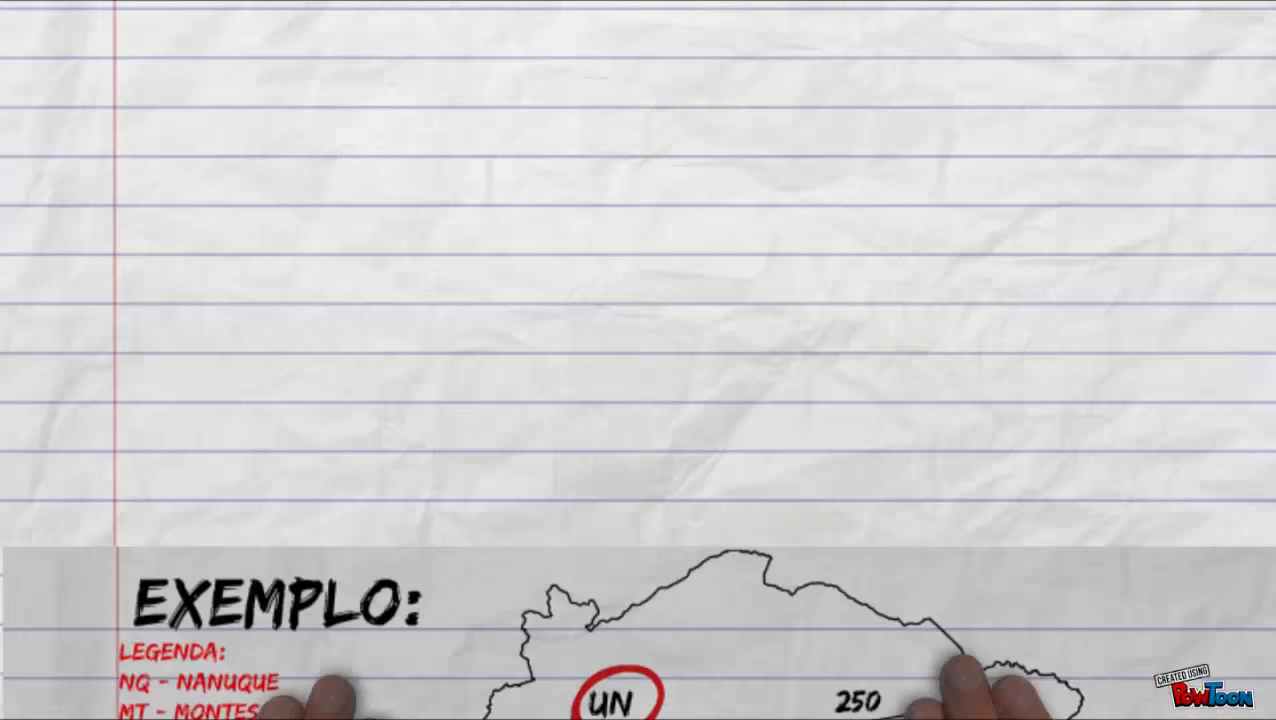 EXEMPLO:
LEGENDA:
NQ - NANUQUE
UN 250
MT - MONTES
CREATED USING
POWTOON